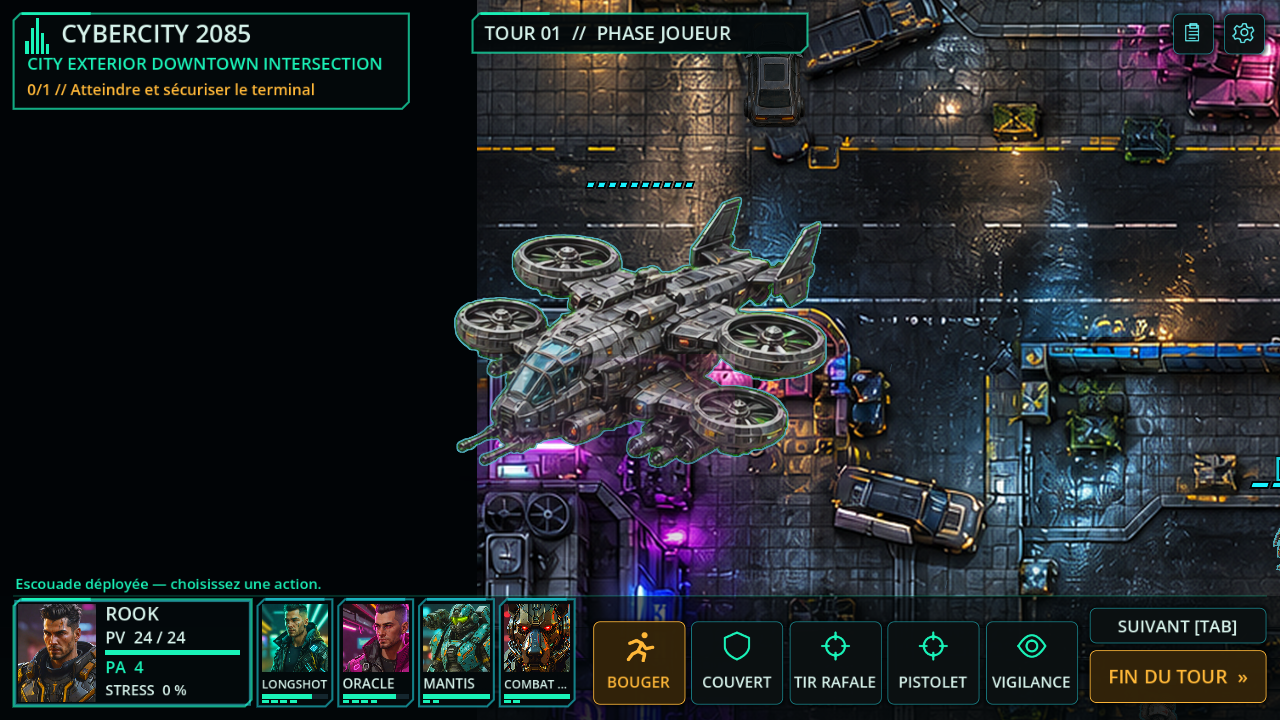 CYBERCITY 2085
CITY EXTERIOR DOWNTOWN INTERSECTION
0/1 // Atteindre et sécuriser le terminal
TOUR 01 // PHASE JOUEUR
Escouade déployée — choisissez une action.
ROOK
PV 24 / 24
PA 4
STRESS 0 %
LONGSHOT
ORACLE
MANTIS
COMBAT ...
BOUGER
COUVERT
TIR RAFALE
PISTOLET
VIGILANCE
SUIVANT [TAB]
FIN DU TOUR »